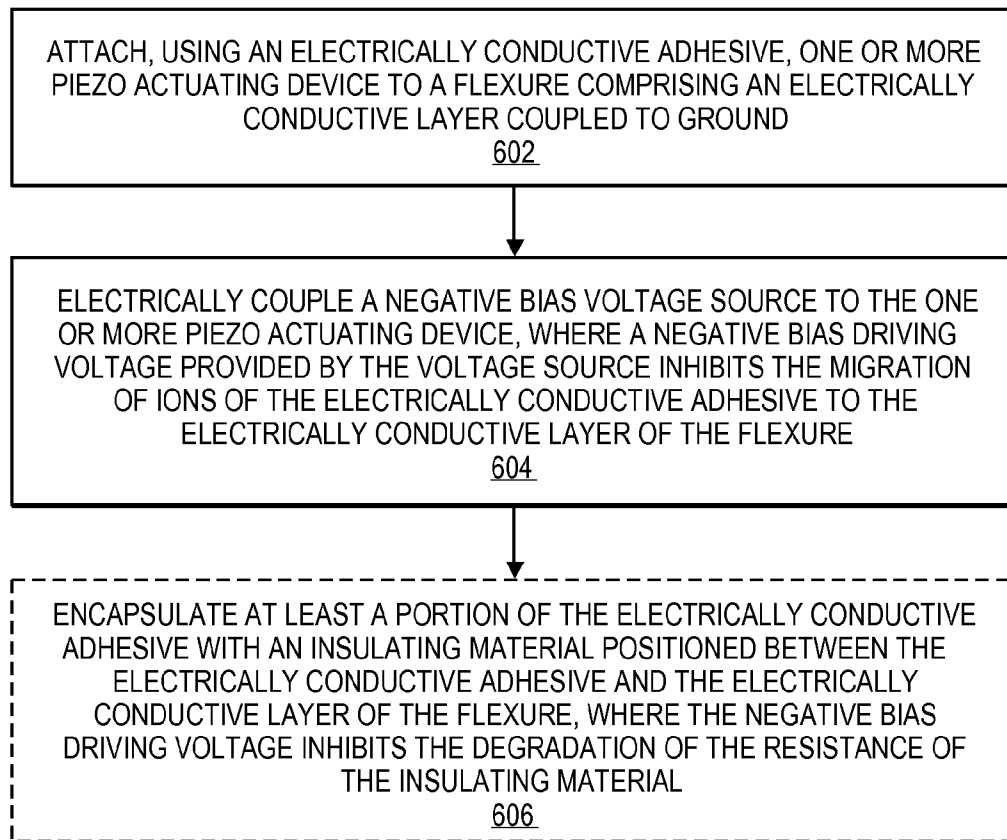 ATTACH, USING AN ELECTRICALLY CONDUCTIVE ADHESIVE, ONE OR MORE
PIEZO ACTUATING DEVICE TO A FLEXURE COMPRISING AN ELECTRICALLY
CONDUCTIVE LAYER COUPLED TO GROUND
602
ELECTRICALLY COUPLE A NEGATIVE BIAS VOLTAGE SOURCE TO THE ONE
OR MORE PIEZO ACTUATING DEVICE, WHERE A NEGATIVE BIAS DRIVING
VOLTAGE PROVIDED BY THE VOLTAGE SOURCE INHIBITS THE MIGRATION
OF IONS OF THE ELECTRICALLY CONDUCTIVE ADHESIVE TO THE
ELECTRICALLY CONDUCTIVE LAYER OF THE FLEXURE
604
ENCAPSULATE AT LEAST A PORTION OF THE ELECTRICALLY CONDUCTIVE
ADHESIVE WITH AN INSULATING MATERIAL POSITIONED BETWEEN THE
ELECTRICALLY CONDUCTIVE ADHESIVE AND THE ELECTRICALLY
CONDUCTIVE LAYER OF THE FLEXURE, WHERE THE NEGATIVE BIAS
DRIVING VOLTAGE INHIBITS THE DEGRADATION OF THE RESISTANCE OF
THE INSULATING MATERIAL
606